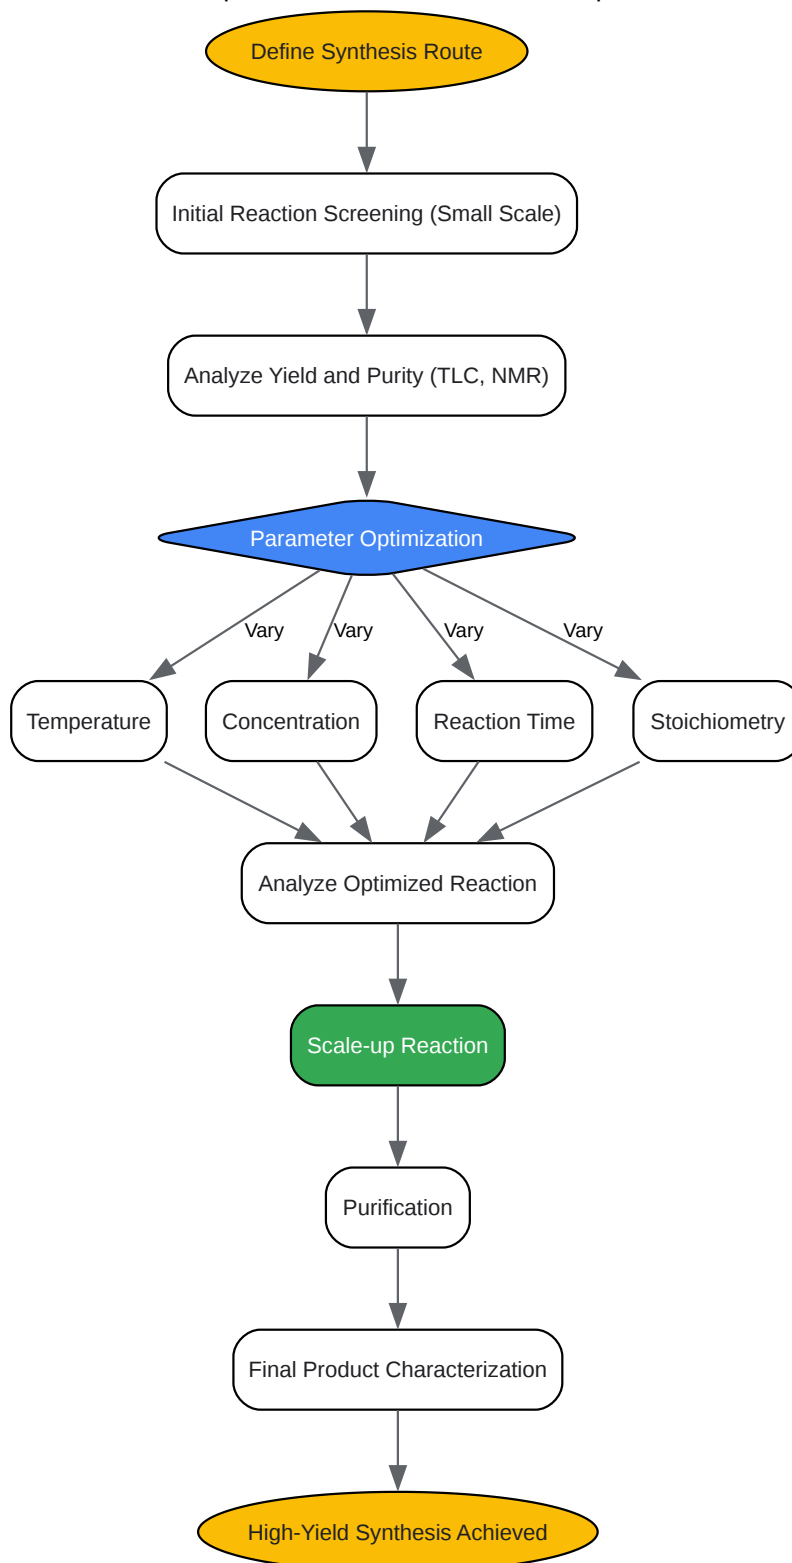 Define Synthesis Route
Initial Reaction Screening (Small Scale)
Analyze Yield and Purity (TLC, NMR)
Parameter Optimization
Vary Vary Vary Vary
Temperature Concentration Reaction Time Stoichiometry
Analyze Optimized Reaction
Scale-up Reaction
Purification
Final Product Characterization
High-Yield Synthesis Achieved